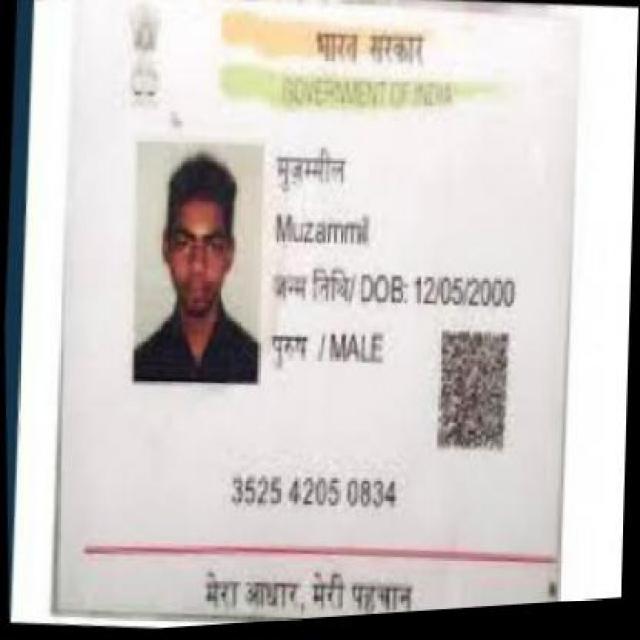 भारत सरकार
GOVERNMENT OF INDIA
मुज़म्मील
Muzammil
जन्म तिथि/ DOB: 12/05/2000
पुरुष / MALE
3525 4205 0834
मेरा आधार, मेरी पहचान